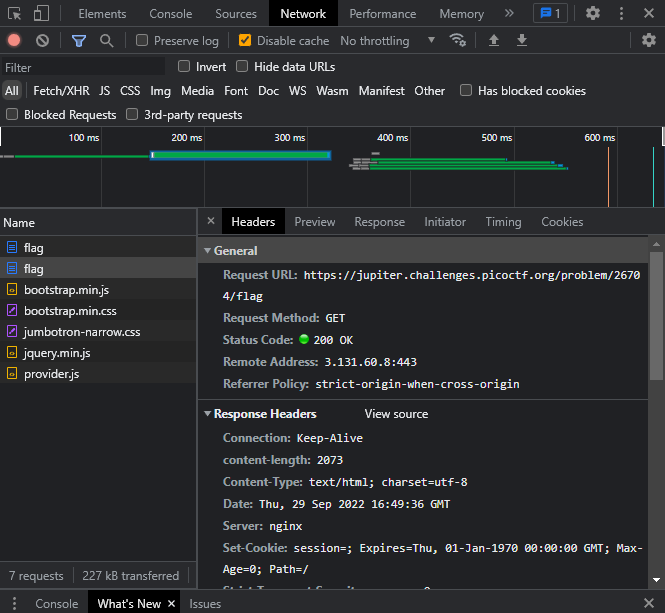 Elements Console Sources Network Performance Memory » 1
Preserve log Disable cache No throttling
Filter Invert Hide data URLs
All Fetch/XHR JS CSS Img Media Font Doc WS Wasm Manifest Other Has blocked cookies
Blocked Requests 3rd-party requests
100 ms 200 ms 300 ms 400 ms 500 ms 600 ms
Name
flag
flag
bootstrap.min.js
bootstrap.min.css
jumbotron-narrow.css
jquery.min.js
provider.js
× Headers Preview Response Initiator Timing Cookies
General
Request URL: https://jupiter.challenges.picoctf.org/problem/2670
4/flag
Request Method: GET
Status Code: 200 OK
Remote Address: 3.131.60.8:443
Referrer Policy: strict-origin-when-cross-origin
Response Headers View source
Connection: Keep-Alive
content-length: 2073
Content-Type: text/html; charset=utf-8
Date: Thu, 29 Sep 2022 16:49:36 GMT
Server: nginx
Set-Cookie: session=; Expires=Thu, 01-Jan-1970 00:00:00 GMT; Max-
Age=0; Path=/
7 requests 227 kB transferred
Console What's New × Issues